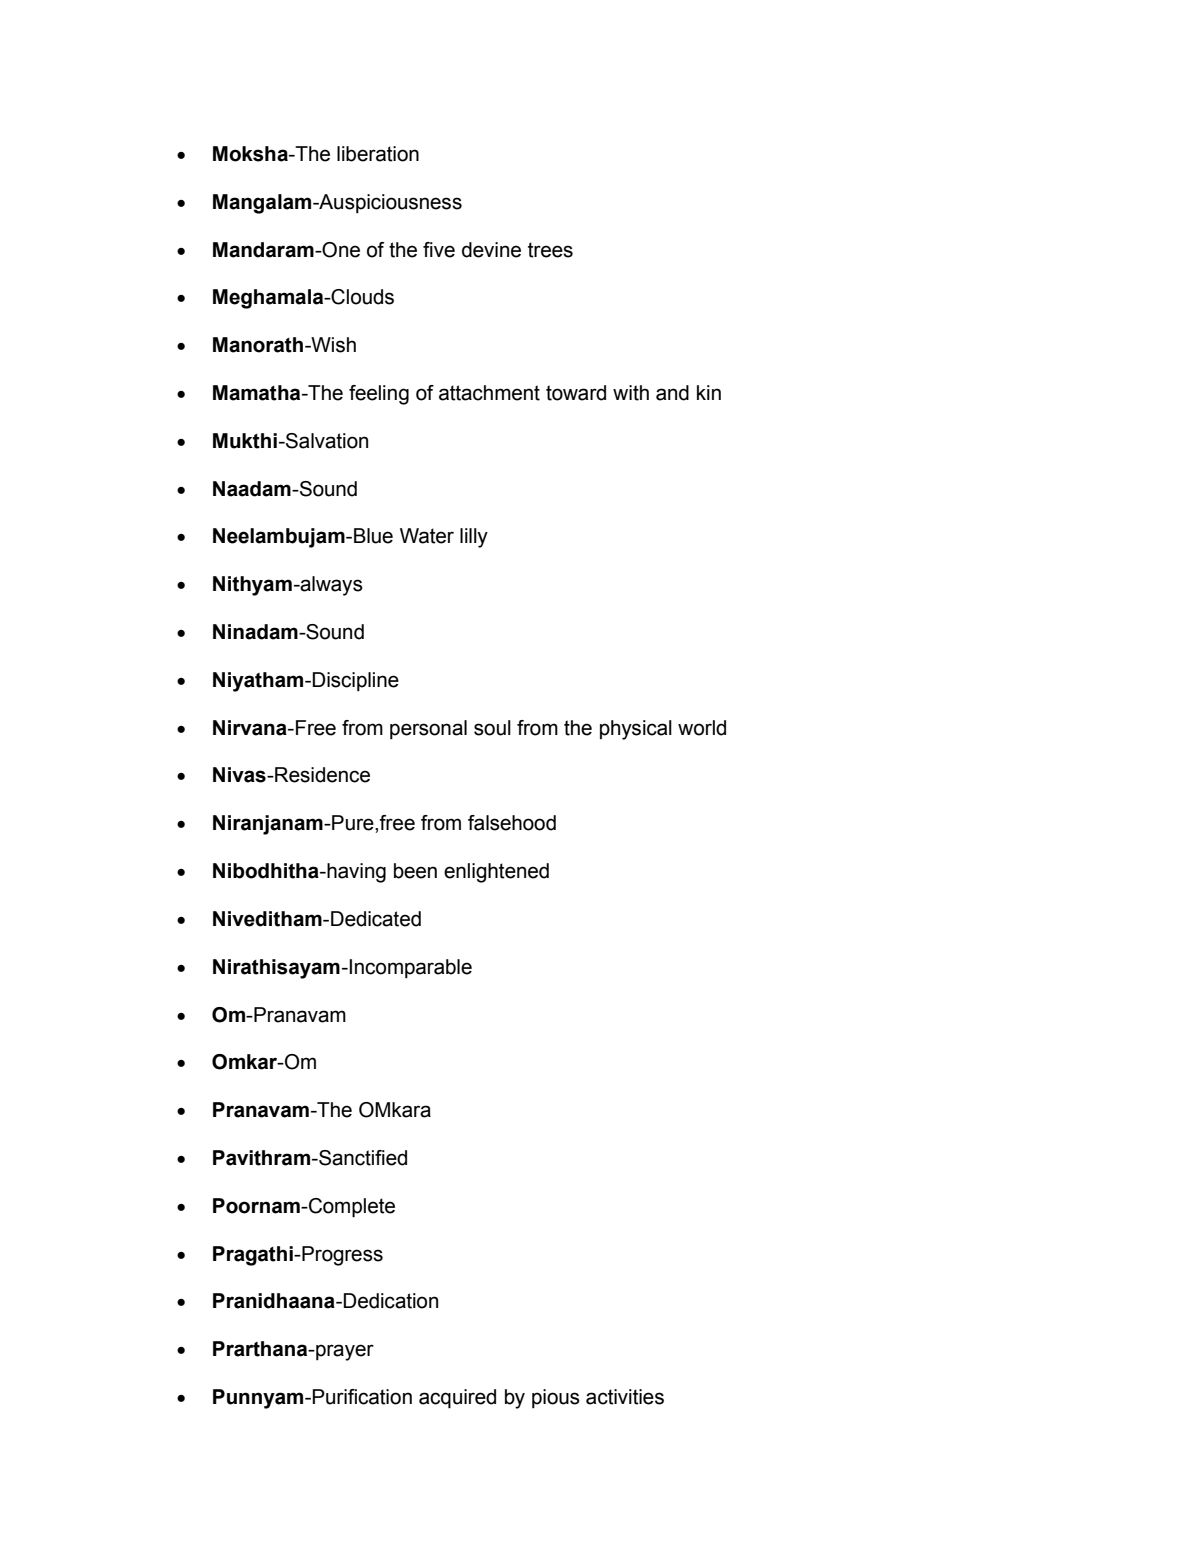 • Moksha-The liberation
• Mangalam-Auspiciousness
• Mandaram-One of the five devine trees
• Meghamala-Clouds
• Manorath-Wish
• Mamatha-The feeling of attachment toward with and kin
• Mukthi-Salvation
• Naadam-Sound
• Neelambujam-Blue Water lilly
• Nithyam-always
• Ninadam-Sound
• Niyatham-Discipline
• Nirvana-Free from personal soul from the physical world
• Nivas-Residence
• Niranjanam-Pure,free from falsehood
• Nibodhitha-having been enlightened
• Niveditham-Dedicated
• Nirathisayam-Incomparable
• Om-Pranavam
• Omkar-Om
• Pranavam-The OMkara
• Pavithram-Sanctified
• Poornam-Complete
• Pragathi-Progress
• Pranidhaana-Dedication
• Prarthana-prayer
• Punnyam-Purification acquired by pious activities